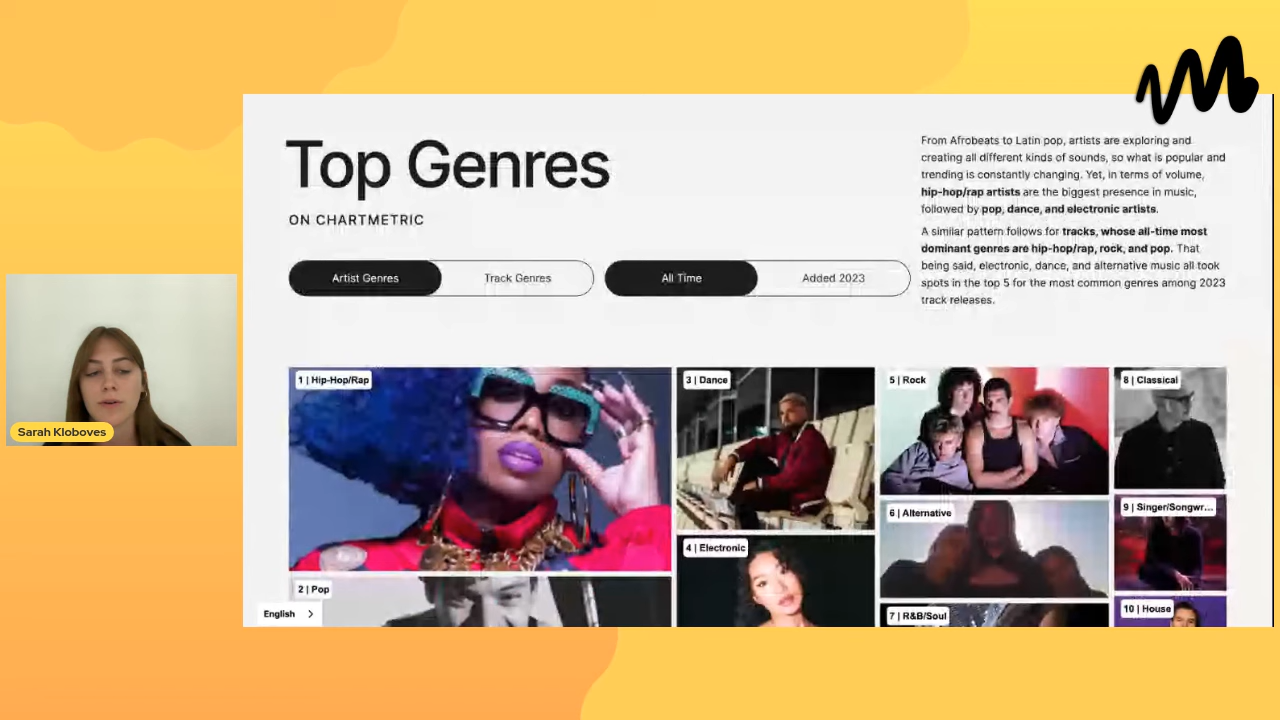 Top Genres
ON CHARTMETRIC
Artist Genres
Track Genres
All Time
Added 2023
From Afrobeats to Latin pop, artists are exploring and
creating all different kinds of sounds, so what is popular and
trending is constantly changing. Yet, in terms of volume,
hip-hop/rap artists are the biggest presence in music,
followed by pop, dance, and electronic artists.
A similar pattern follows for tracks, whose all-time most
dominant genres are hip-hop/rap, rock, and pop. That
being said, electronic, dance, and alternative music all took
spots in the top 5 for the most common genres among 2023
track releases.
1 | Hip-Hop/Rap
2 | Pop
3 | Dance
4 | Electronic
5 | Rock
6 | Alternative
7 | R&B/Soul
8 | Classical
9 | Singer/Songwr...
10 | House
English
Sarah Kloboves